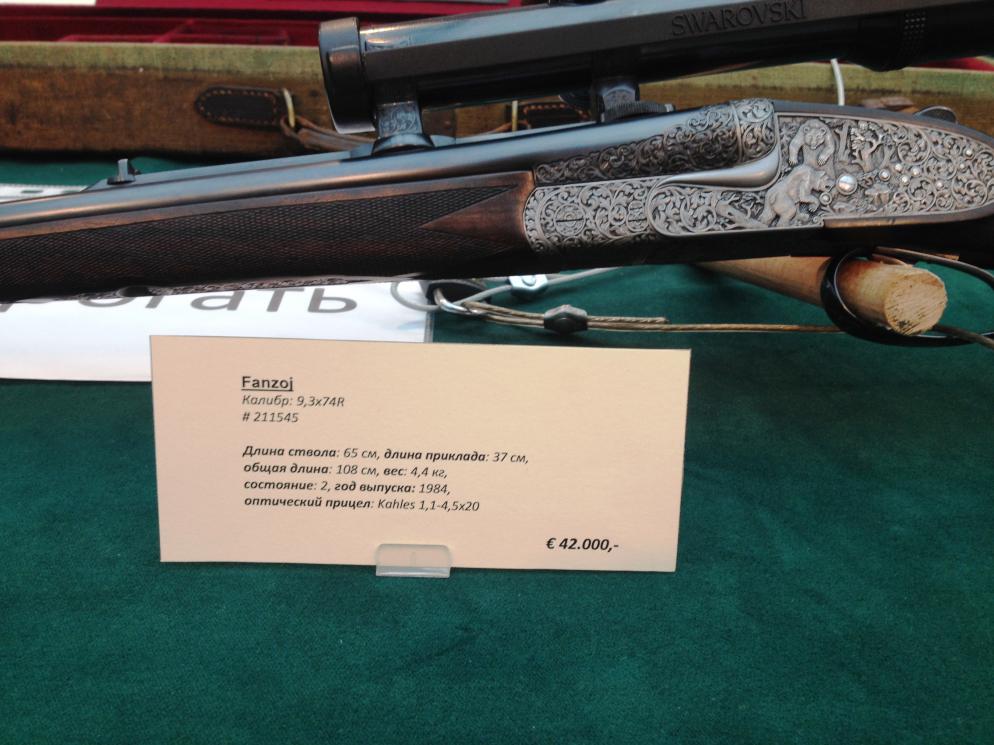 SWAROVSKI
Fanzoj
Калибр: 9,3x74R
# 211545
Длина ствола: 65 см, длина приклада: 37 см,
общая длина: 108 см, вес: 4,4 кг,
состояние: 2, год выпуска: 1984,
оптический прицел: Kahles 1,1-4,5x20
€ 42.000,-